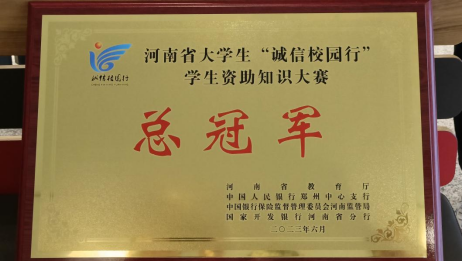 诚信校园行
河南省大学生“诚信校园行”
学生资助知识大赛
总冠军
河南省教育厅
中国人民银行郑州中心支行
中国银行保险监督管理委员会河南监管局
国家开发银行河南省分行
二〇二三年六月